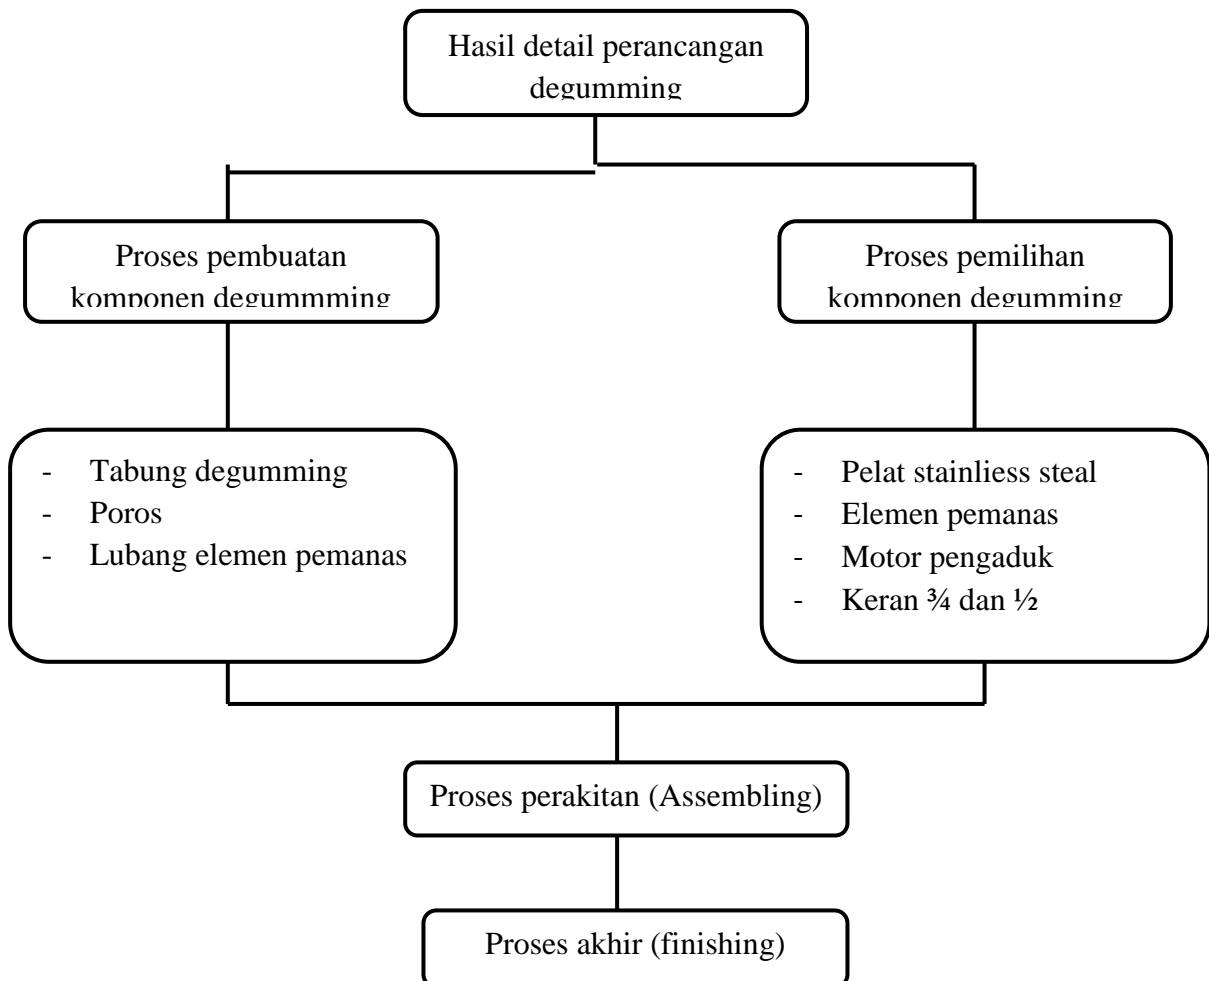 Hasil detail perancangan
degumming
Proses pembuatan
komponen degummming
Proses pemilihan
komponen degumming
- Tabung degumming
- Poros
- Lubang elemen pemanas
- Pelat stainliess steal
- Elemen pemanas
- Motor pengaduk
- Keran ¾ dan ½
Proses perakitan (Assembling)
Proses akhir (finishing)